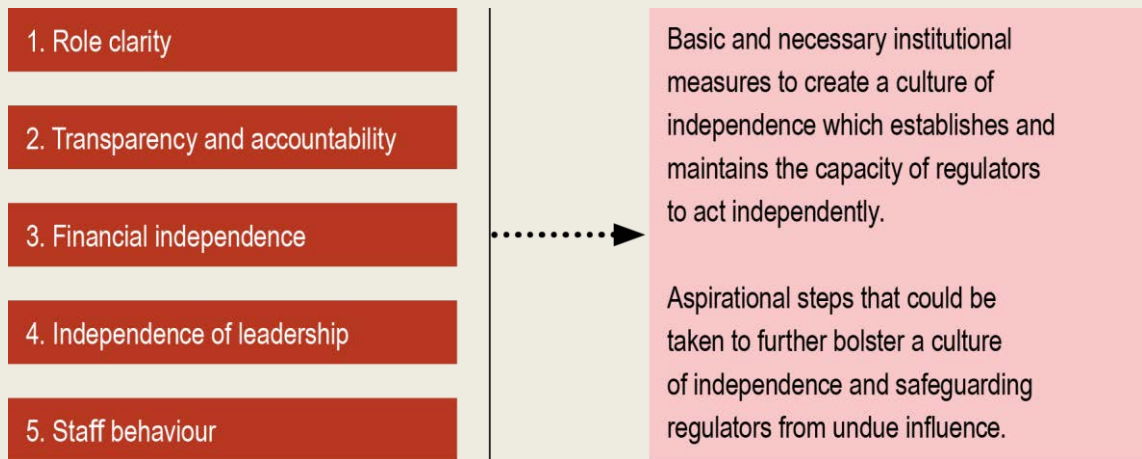 1. Role clarity
2. Transparency and accountability
3. Financial independence
4. Independence of leadership
5. Staff behaviour
Basic and necessary institutional
measures to create a culture of
independence which establishes and
maintains the capacity of regulators
to act independently.
Aspirational steps that could be
taken to further bolster a culture
of independence and safeguarding
regulators from undue influence.